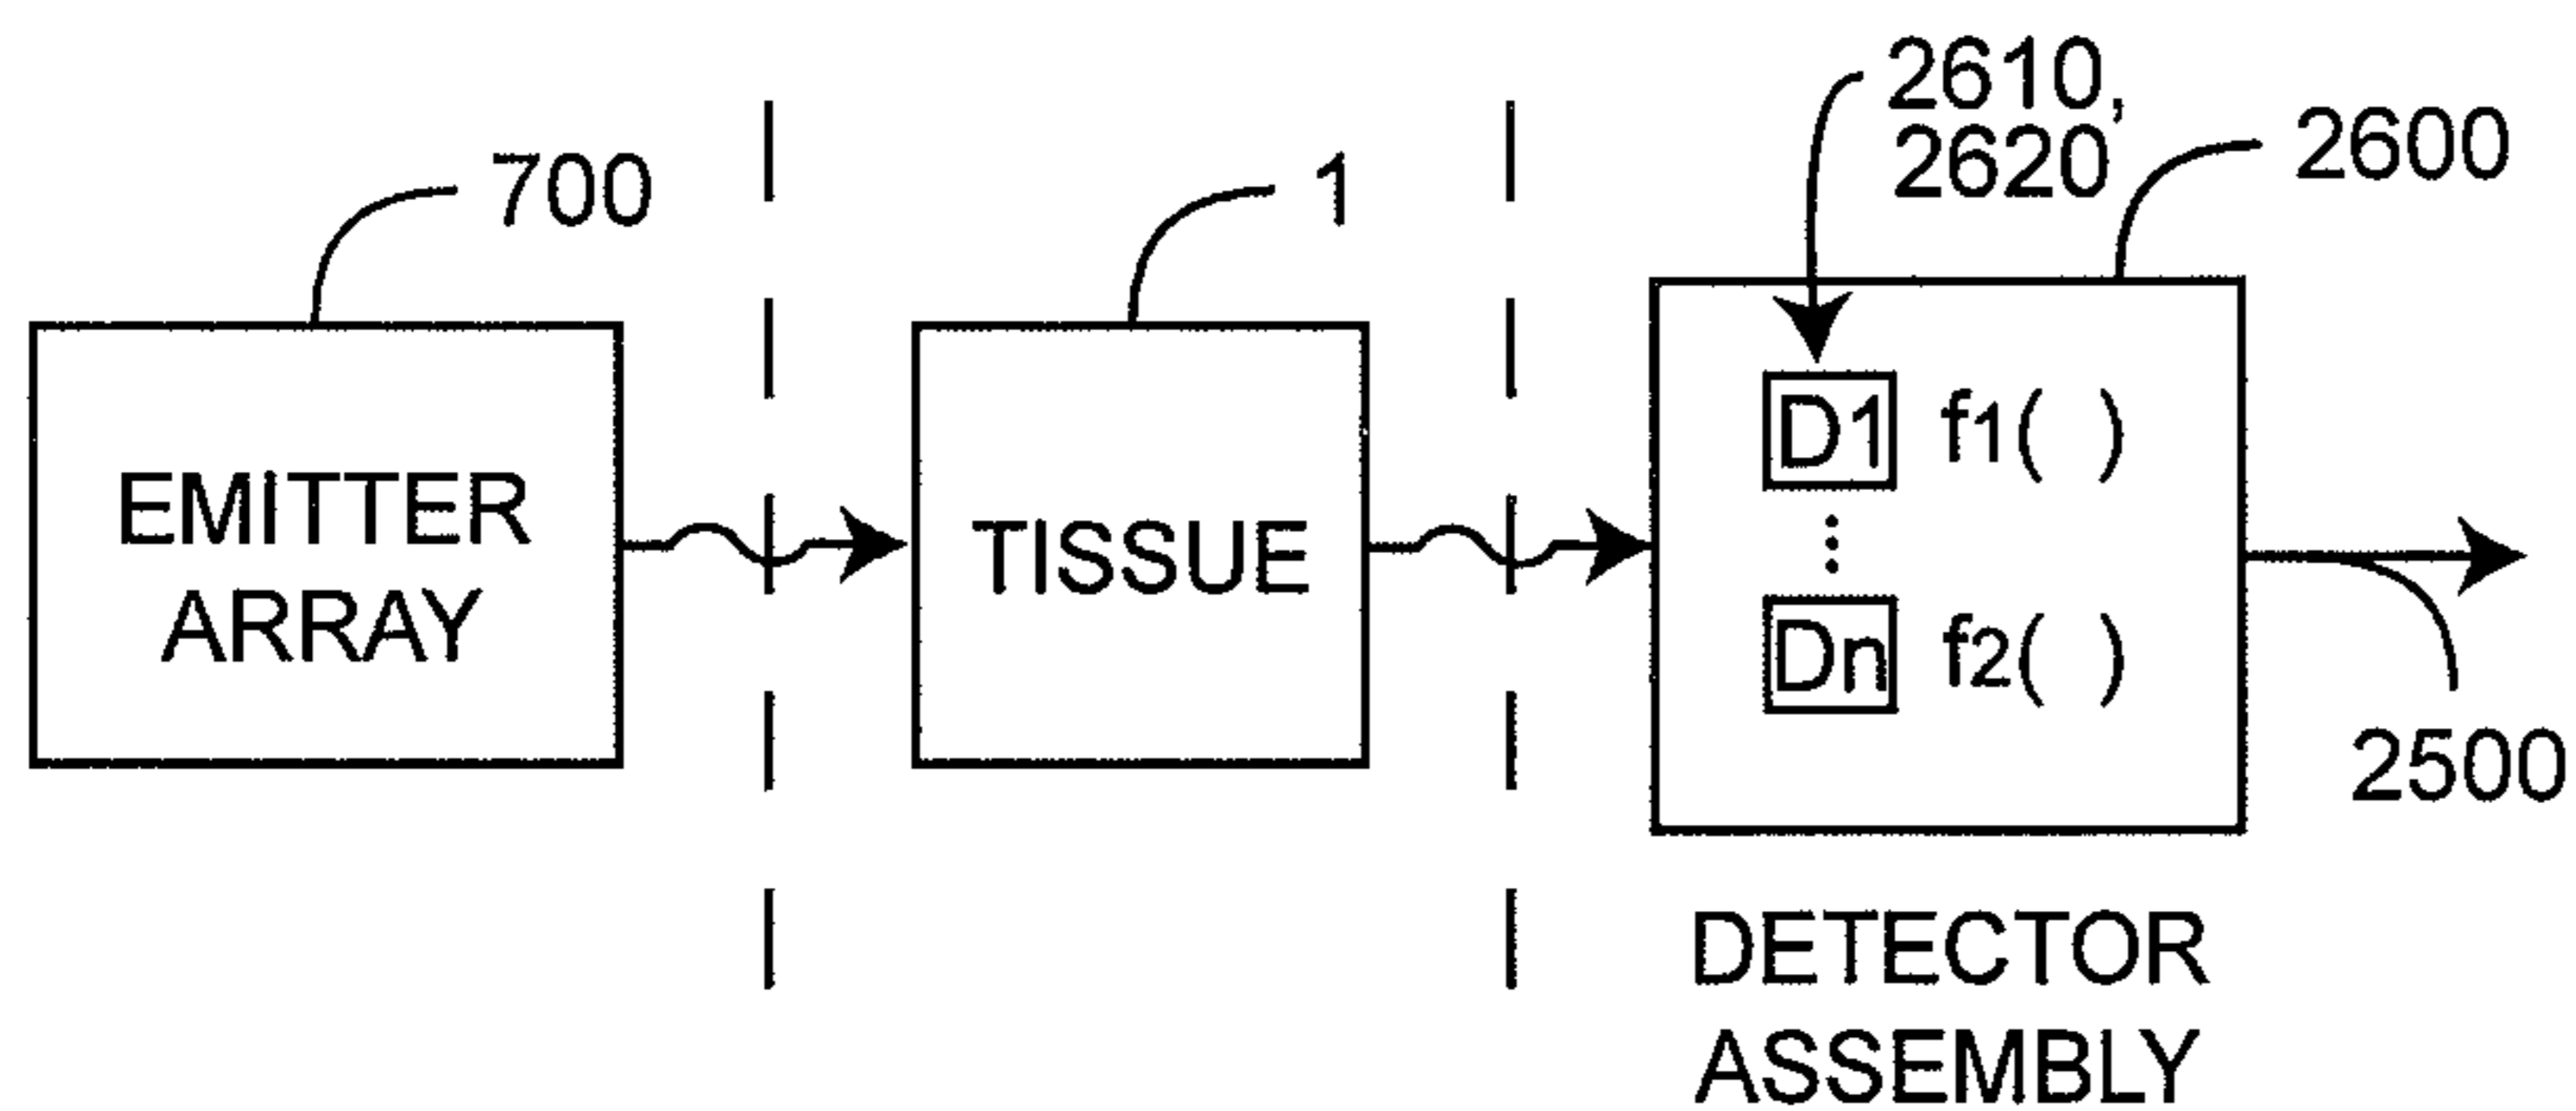 2610,
2620
2600
700
1
EMITTER
ARRAY
TISSUE
D1 f1( )
Dn f2( )
2500
DETECTOR
ASSEMBLY